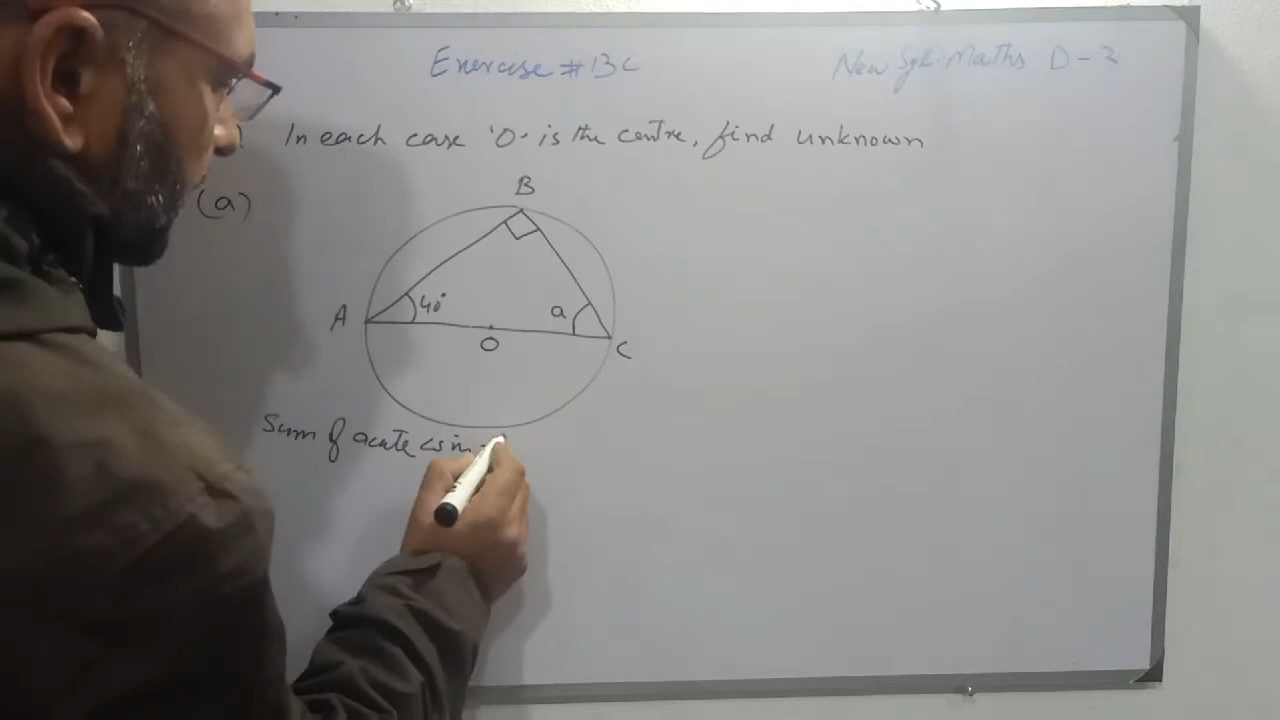 Exercise # 13C
New Syl. Maths D-2
) In each case 'O' is the centre, find unknown
(a)
B
A 40° a
O
C
Sum of acute <s in